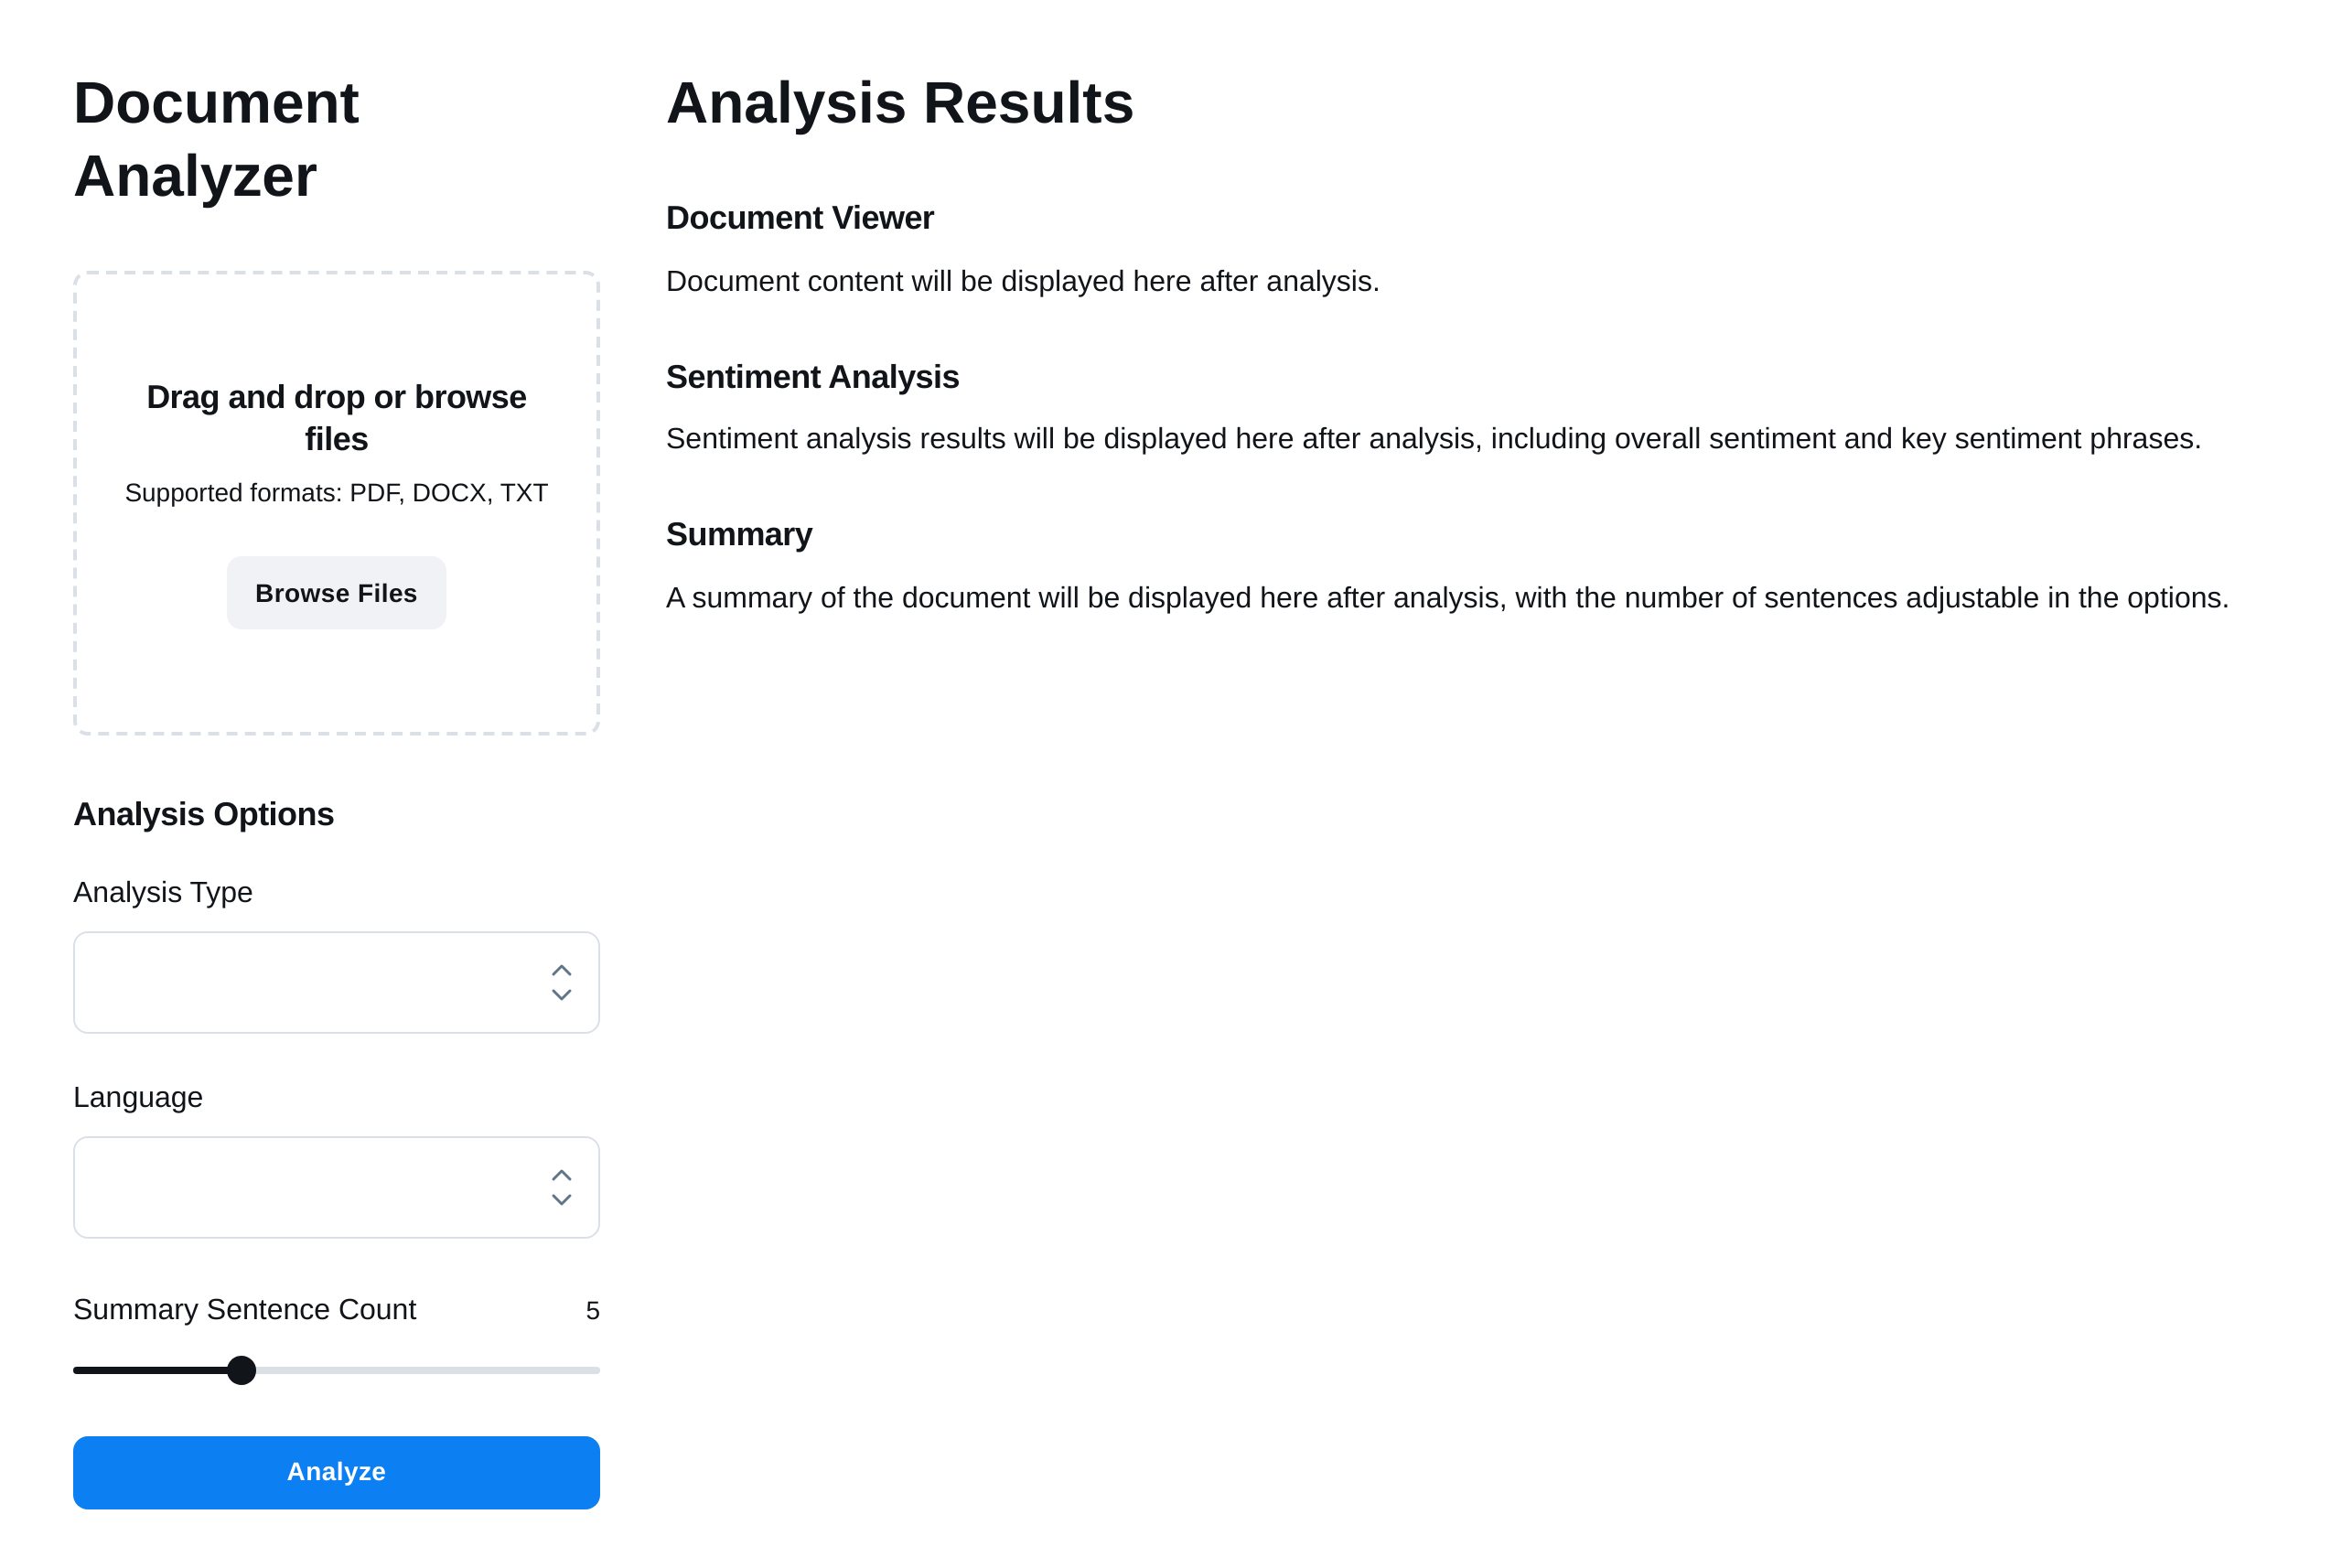 Document
Analyzer
Drag and drop or browse
files
Supported formats: PDF, DOCX, TXT
Browse Files
Analysis Options
Analysis Type
Language
Summary Sentence Count 5
Analyze
Analysis Results
Document Viewer
Document content will be displayed here after analysis.
Sentiment Analysis
Sentiment analysis results will be displayed here after analysis, including overall sentiment and key sentiment phrases.
Summary
A summary of the document will be displayed here after analysis, with the number of sentences adjustable in the options.